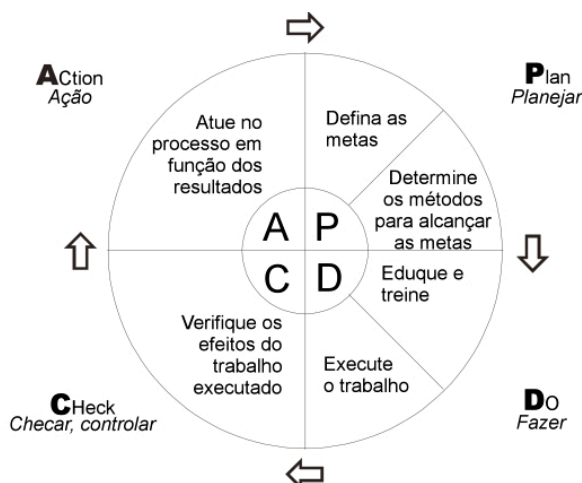 ACtion
Ação
Plan
Planejar
Atue no
processo em
função dos
resultados
Defina as
metas
Determine
os métodos
para alcançar
as metas
A P
C D
Eduque e
treine
Verifique os
efeitos do
trabalho
executado
Execute
o trabalho
CHeck
Checar, controlar
DO
Fazer